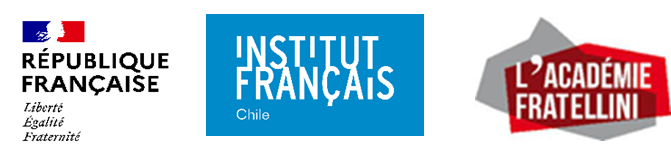 RÉPUBLIQUE
FRANÇAISE
Liberté
Égalité
Fraternité
INSTITUT
FRANÇAIS
Chile
L'ACADÉMIE
FRATELLINI